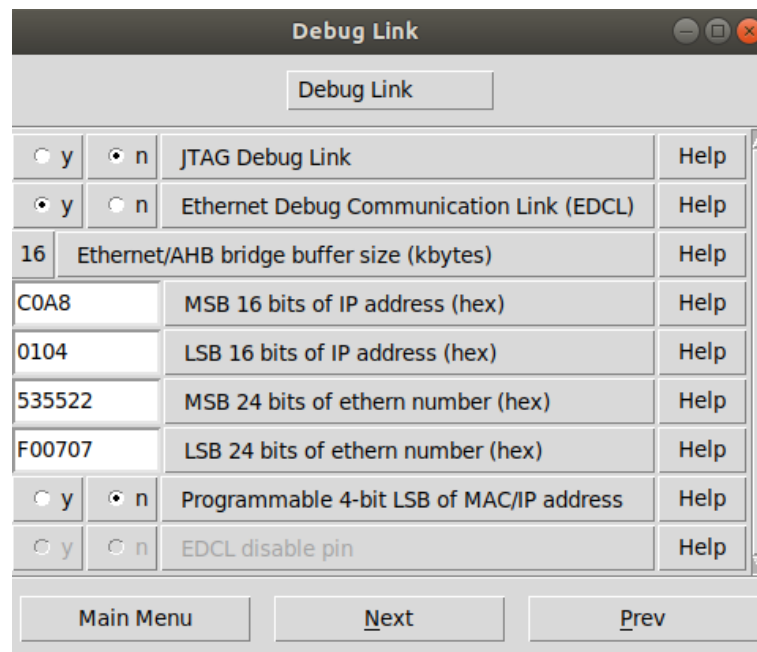 Debug Link
Debug Link
y n JTAG Debug Link Help
y n Ethernet Debug Communication Link (EDCL) Help
16 Ethernet/AHB bridge buffer size (kbytes) Help
C0A8 MSB 16 bits of IP address (hex) Help
0104 LSB 16 bits of IP address (hex) Help
535522 MSB 24 bits of ethern number (hex) Help
F00707 LSB 24 bits of ethern number (hex) Help
y n Programmable 4-bit LSB of MAC/IP address Help
y n EDCL disable pin Help
Main Menu Next Prev